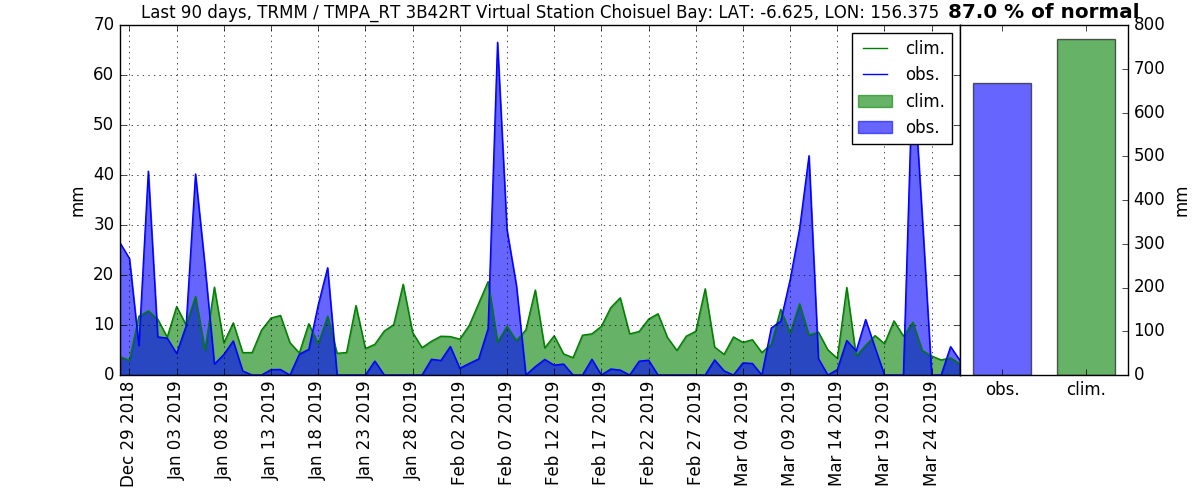 Last 90 days, TRMM / TMPA_RT 3B42RT Virtual Station Choisuel Bay: LAT: -6.625, LON: 156.375 87.0 % of normal
70
60
50
40
30
20
10
0
mm
clim.
obs.
clim.
obs.
800
700
600
500
400
300
200
100
0
mm
Dec 29 2018
Jan 03 2019
Jan 08 2019
Jan 13 2019
Jan 18 2019
Jan 23 2019
Jan 28 2019
Feb 02 2019
Feb 07 2019
Feb 12 2019
Feb 17 2019
Feb 22 2019
Feb 27 2019
Mar 04 2019
Mar 09 2019
Mar 14 2019
Mar 19 2019
Mar 24 2019
obs.
clim.